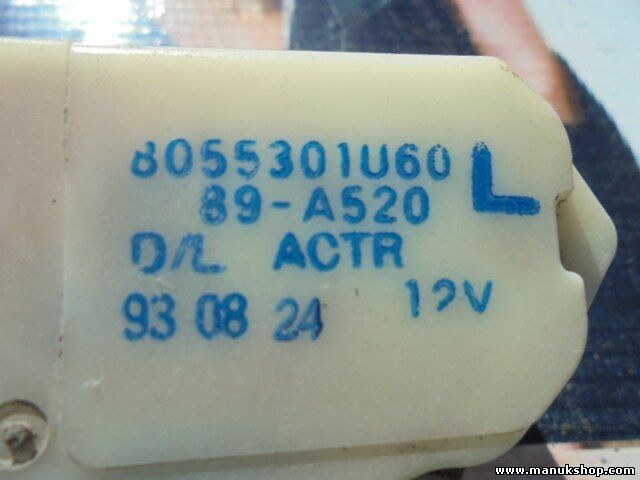 8055301U60
L
89-A520
D/L ACTR
93 08 24 12V
www.manukshop.com